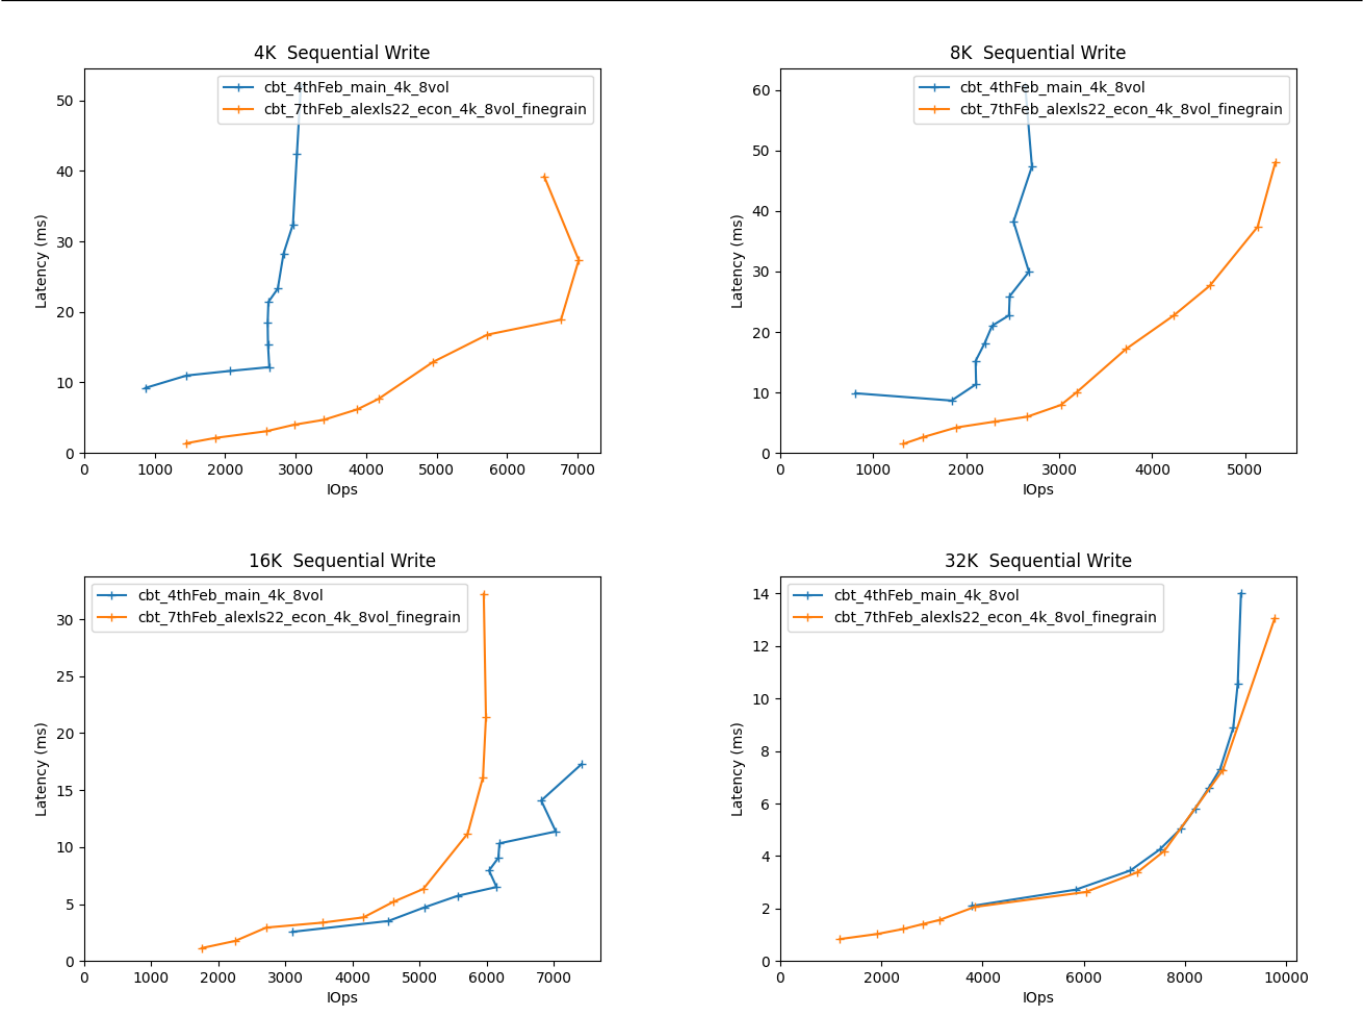 4K  Sequential Write
cbt_4thFeb_main_4k_8vol
cbt_7thFeb_alexls22_econ_4k_8vol_finegrain
50
40
30
20
10
0
Latency (ms)
0 1000 2000 3000 4000 5000 6000 7000
IOps
8K  Sequential Write
cbt_4thFeb_main_4k_8vol
cbt_7thFeb_alexls22_econ_4k_8vol_finegrain
60
50
40
30
20
10
0
Latency (ms)
0 1000 2000 3000 4000 5000
IOps
16K  Sequential Write
cbt_4thFeb_main_4k_8vol
cbt_7thFeb_alexls22_econ_4k_8vol_finegrain
30
25
20
15
10
5
0
Latency (ms)
0 1000 2000 3000 4000 5000 6000 7000
IOps
32K  Sequential Write
cbt_4thFeb_main_4k_8vol
cbt_7thFeb_alexls22_econ_4k_8vol_finegrain
14
12
10
8
6
4
2
0
Latency (ms)
0 2000 4000 6000 8000 10000
IOps